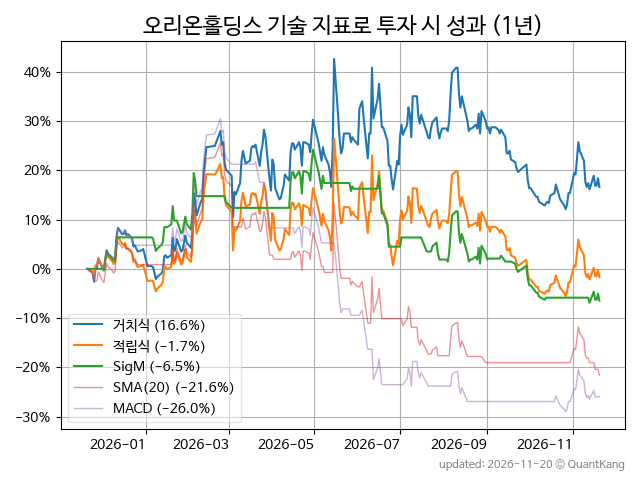 오리온홀딩스 기술 지표로 투자 시 성과 (1년)
40%
30%
20%
10%
0%
−10%
−20%
−30%
거치식 (16.6%)
적립식 (−1.7%)
SigM (−6.5%)
SMA(20) (−21.6%)
MACD (−26.0%)
2026-01
2026-03
2026-05
2026-07
2026-09
2026-11
updated: 2026-11-20 © QuantKang